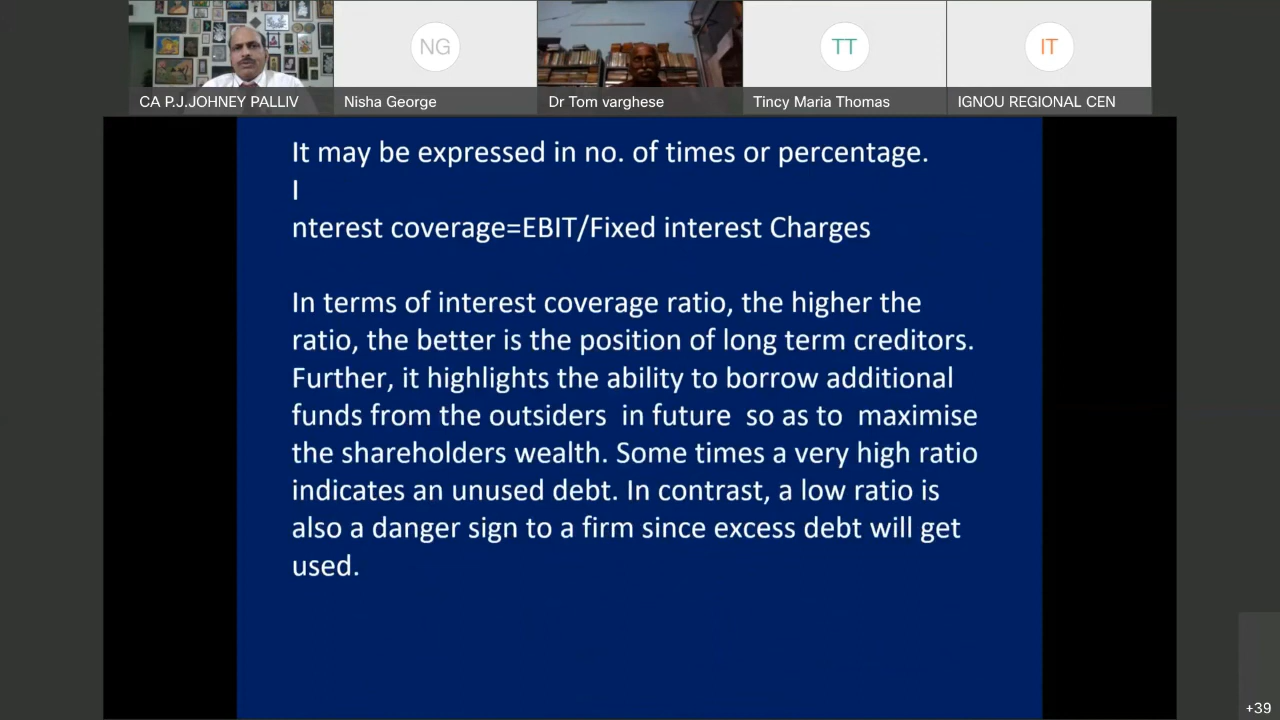 NG
TT
IT
CA P.J.JOHNEY PALLIV
Nisha George
Dr Tom varghese
Tincy Maria Thomas
IGNOU REGIONAL CEN
It may be expressed in no. of times or percentage.
I
nterest coverage=EBIT/Fixed interest Charges
In terms of interest coverage ratio, the higher the
ratio, the better is the position of long term creditors.
Further, it highlights the ability to borrow additional
funds from the outsiders  in future  so as to  maximise
the shareholders wealth. Some times a very high ratio
indicates an unused debt. In contrast, a low ratio is
also a danger sign to a firm since excess debt will get
used.
+39